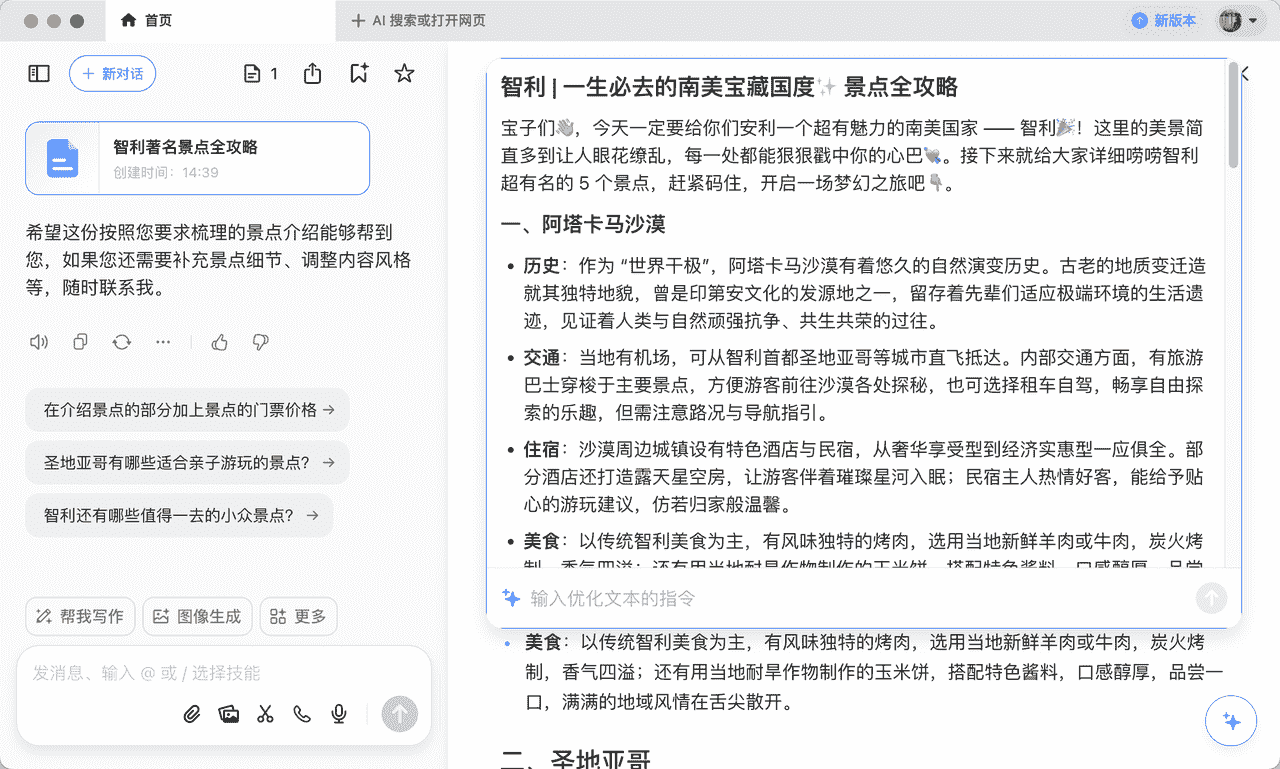 首页
AI 搜索或打开网页
新版本
新对话
1
智利著名景点全攻略
创建时间：14:39
希望这份按照您要求梳理的景点介绍能够帮到
您，如果您还需要补充景点细节、调整内容风格
等，随时联系我。
在介绍景点的部分加上景点的门票价格 →
圣地亚哥有哪些适合亲子游玩的景点？ →
智利还有哪些值得一去的小众景点？ →
帮我写作
图像生成
更多
发消息、输入 @ 或 / 选择技能
智利 | 一生必去的南美宝藏国度✨ 景点全攻略
宝子们👋，今天一定要给你们安利一个超有魅力的南美国家 —— 智利🎉！这里的美景简
直多到让人眼花缭乱，每一处都能狠狠戳中你的心巴💘。接下来就给大家详细唠唠智利
超有名的 5 个景点，赶紧码住，开启一场梦幻之旅吧👇。
一、阿塔卡马沙漠
• 历史：作为 “世界干极”，阿塔卡马沙漠有着悠久的自然演变历史。古老的地质变迁造
就其独特地貌，曾是印第安文化的发源地之一，留存着先辈们适应极端环境的生活遗
迹，见证着人类与自然顽强抗争、共生共荣的过往。
• 交通：当地有机场，可从智利首都圣地亚哥等城市直飞抵达。内部交通方面，有旅游
巴士穿梭于主要景点，方便游客前往沙漠各处探秘，也可选择租车自驾，畅享自由探
索的乐趣，但需注意路况与导航指引。
• 住宿：沙漠周边城镇设有特色酒店与民宿，从奢华享受型到经济实惠型一应俱全。部
分酒店还打造露天星空房，让游客伴着璀璨星河入眠；民宿主人热情好客，能给予贴
心的游玩建议，仿若归家般温馨。
• 美食：以传统智利美食为主，有风味独特的烤肉，选用当地新鲜羊肉或牛肉，炭火烤
制，香气四溢；还有用当地耐旱作物制作的玉米饼，搭配特色酱料，口感醇厚，品尝
输入优化文本的指令
• 美食：以传统智利美食为主，有风味独特的烤肉，选用当地新鲜羊肉或牛肉，炭火烤
制，香气四溢；还有用当地耐旱作物制作的玉米饼，搭配特色酱料，口感醇厚，品尝一
口，满满的地域风情在舌尖散开。
二、圣地亚哥